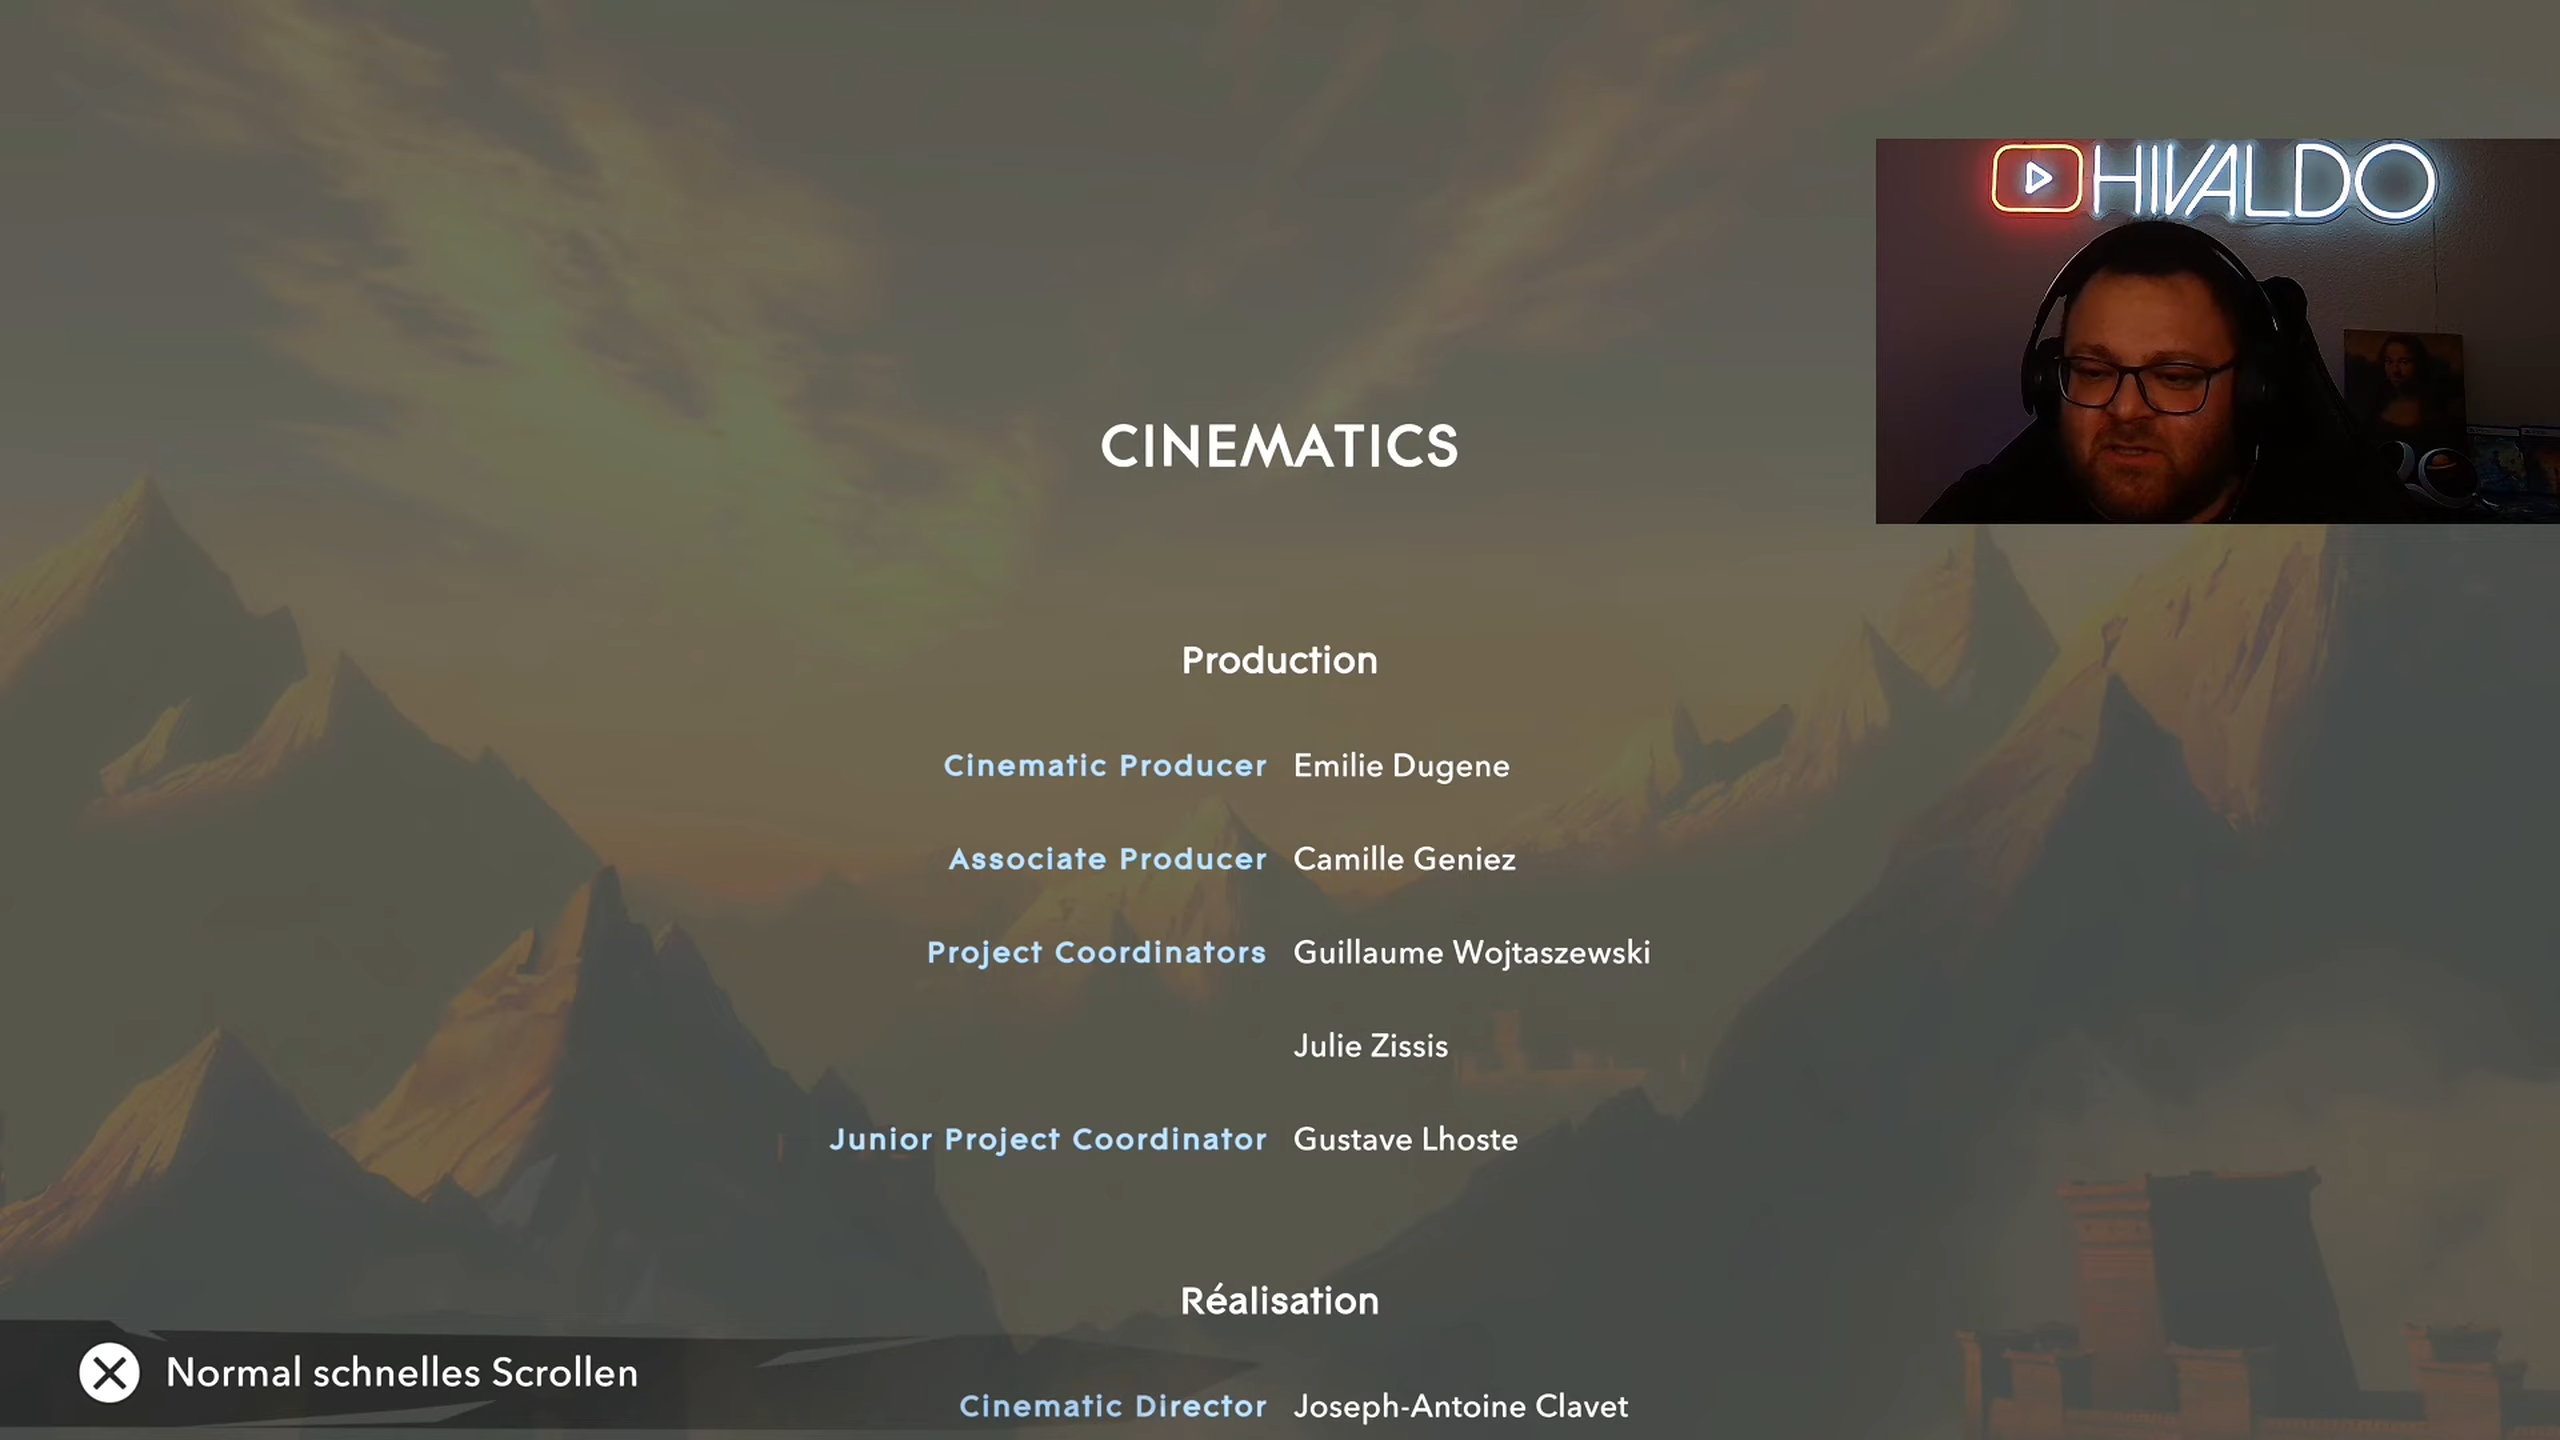 HIVALDO
CINEMATICS
Production
Cinematic Producer Emilie Dugene
Associate Producer Camille Geniez
Project Coordinators Guillaume Wojtaszewski
Julie Zissis
Junior Project Coordinator Gustave Lhoste
Réalisation
Normal schnelles Scrollen
Cinematic Director Joseph-Antoine Clavet